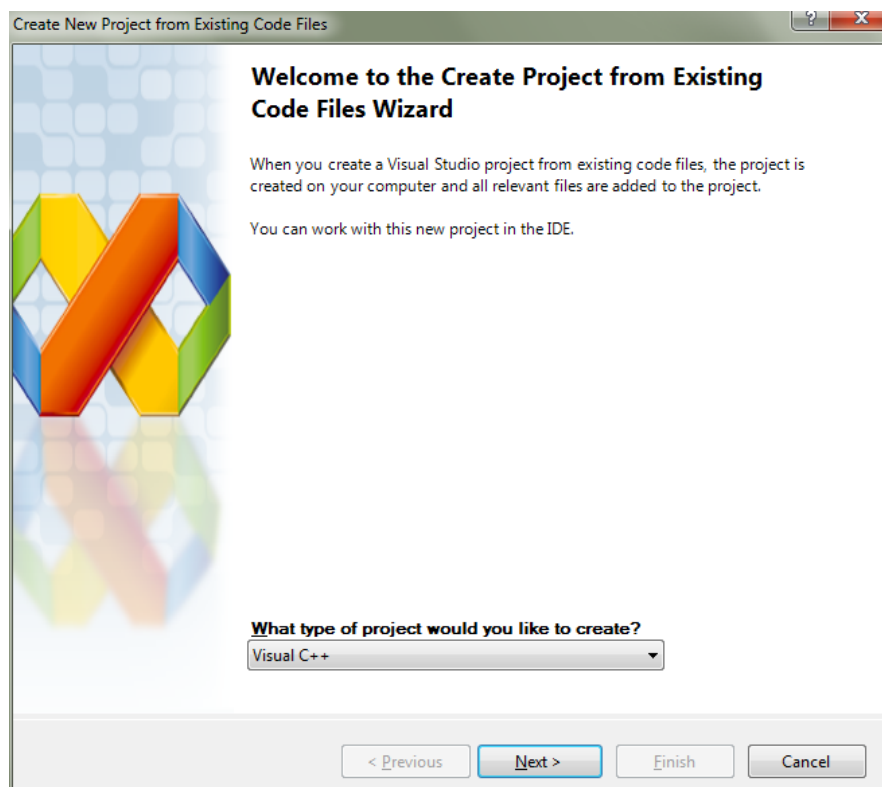 Create New Project from Existing Code Files
?
X
Welcome to the Create Project from Existing
Code Files Wizard
When you create a Visual Studio project from existing code files, the project is
created on your computer and all relevant files are added to the project.
You can work with this new project in the IDE.
What type of project would you like to create?
Visual C++
< Previous
Next >
Finish
Cancel